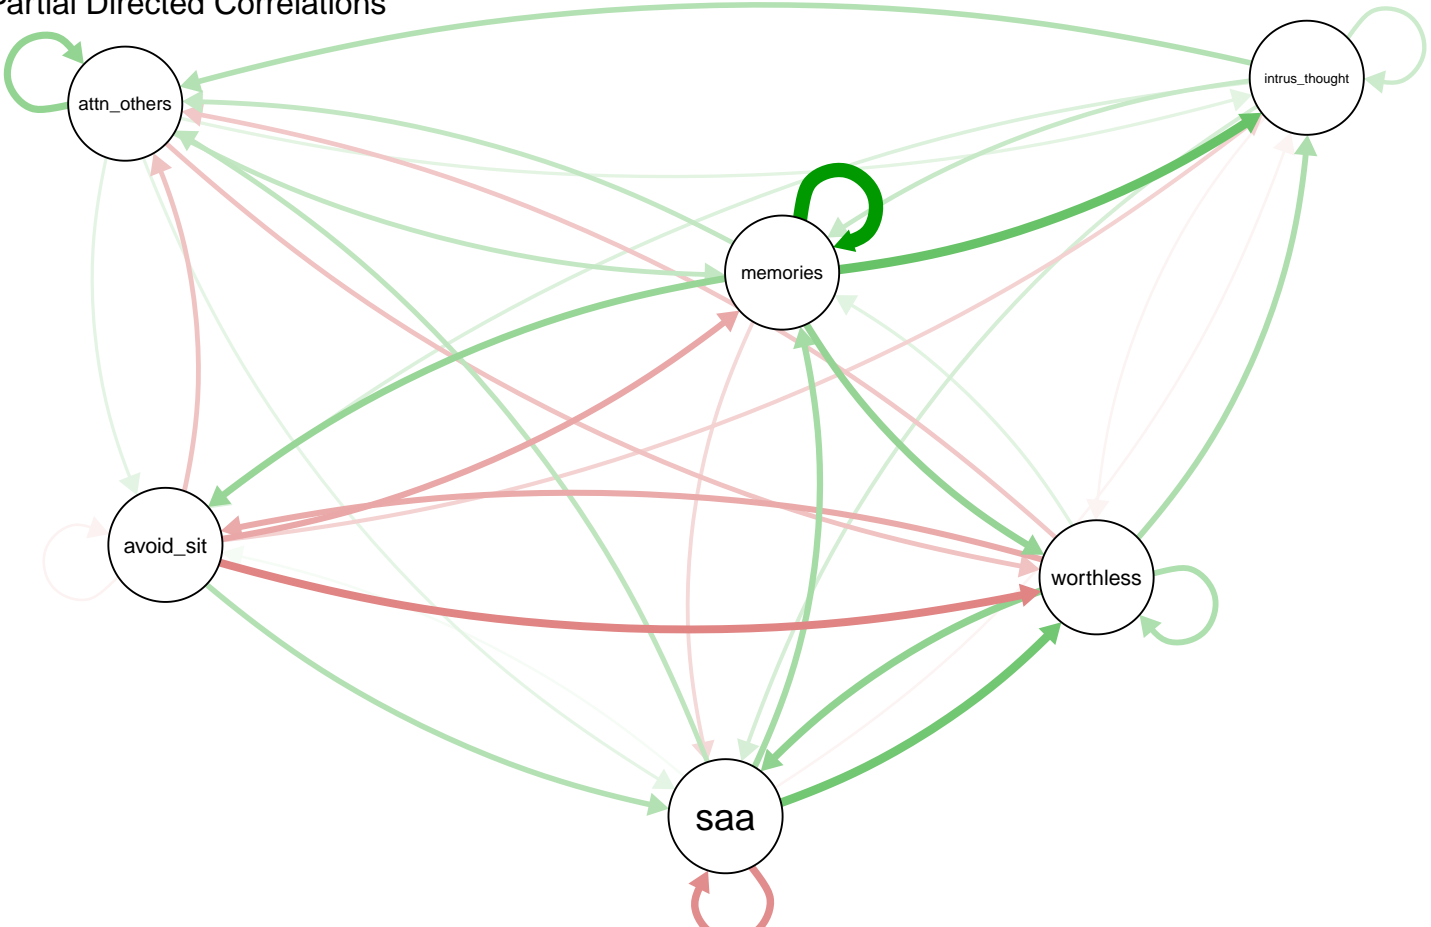 Partial Directed Correlations
attn_others
intrus_thought
memories
avoid_sit
worthless
saa